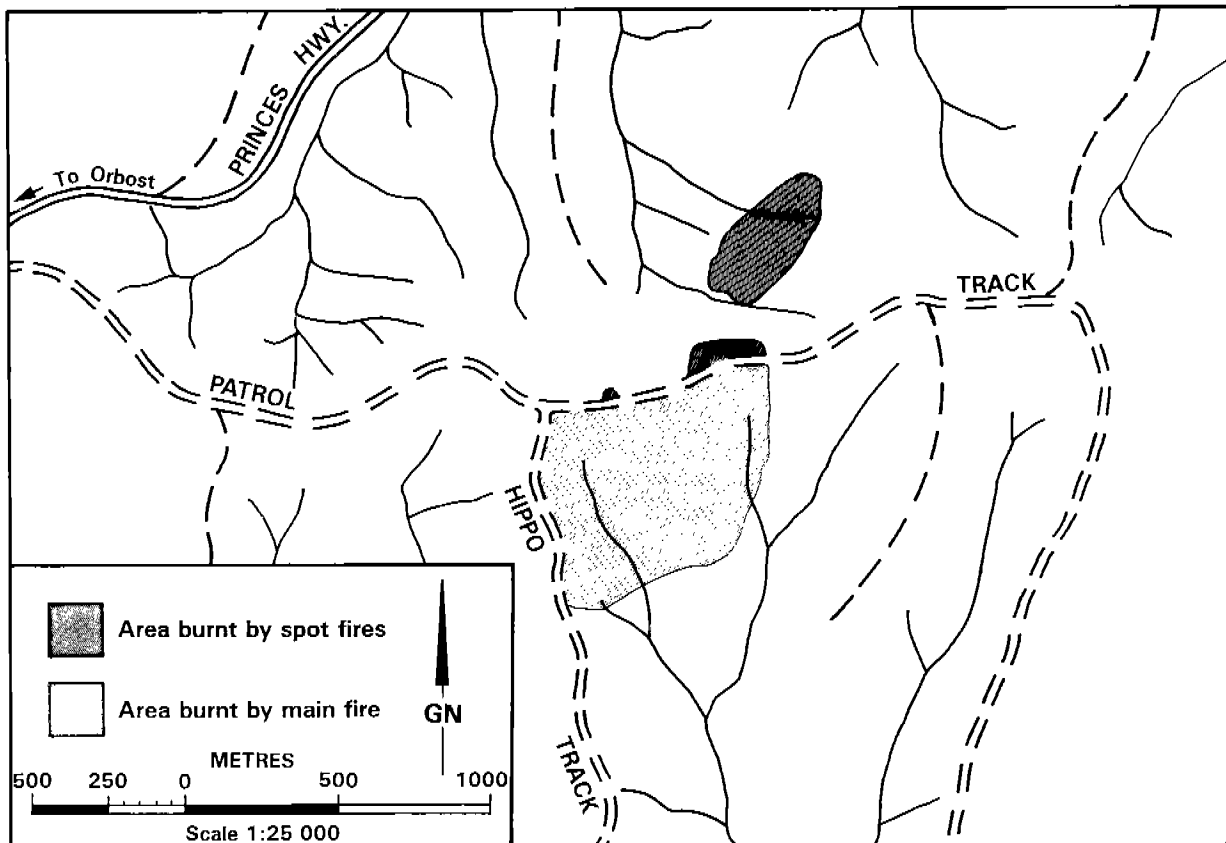 PRINCES HWY.
To Orbost
TRACK
PATROL
HIPPO
TRACK
Area burnt by spot fires
Area burnt by main fire
GN
METRES
500 250 0 500 1000
Scale 1:25 000